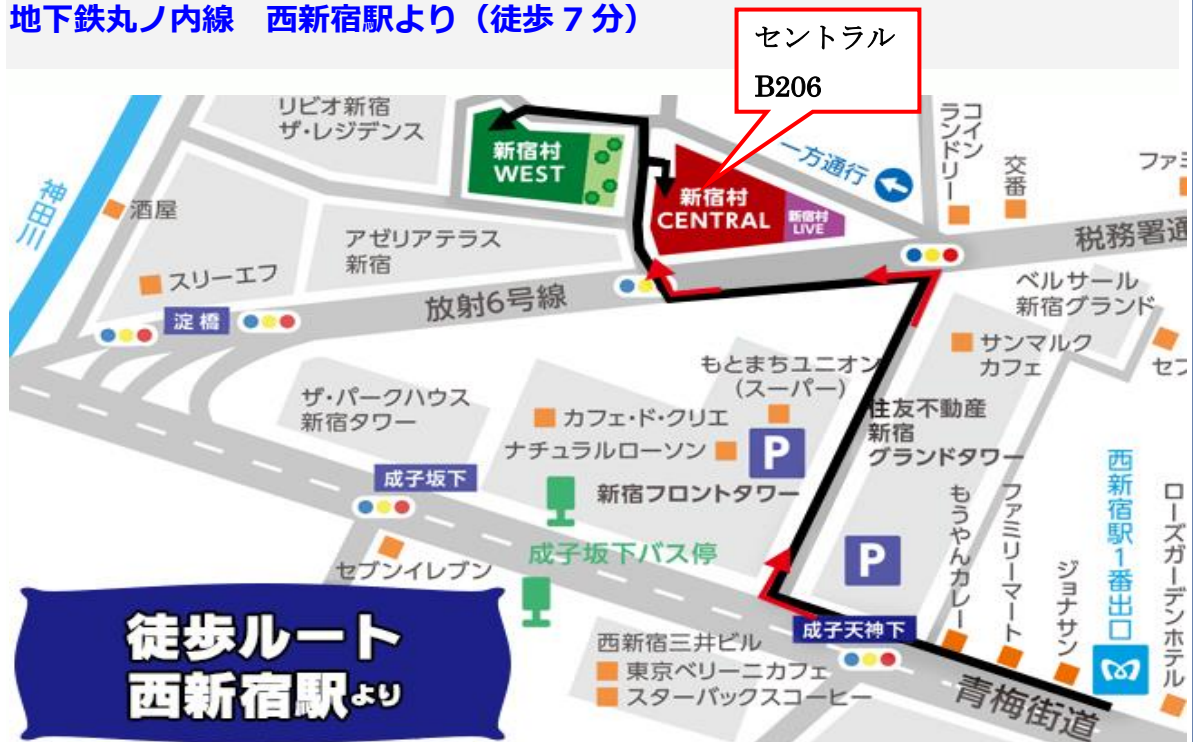 地下鉄丸ノ内線　西新宿駅より（徒歩 7 分）
セントラル
B206
リビオ新宿
ザ・レジデンス
新宿村
WEST
新宿村
CENTRAL
新宿村
LIVE
一方通行
コイン
ランドリー
交番
ファミ
税務署通
神田川
酒屋
アゼリアテラス
新宿
スリーエフ
放射6号線
淀橋
ベルサール
新宿グランド
サンマルク
カフェ
セブ
もとまちユニオン
(スーパー)
ザ・パークハウス
新宿タワー
カフェ・ド・クリエ
ナチュラルローソン
P
住友不動産
新宿
グランドタワー
成子坂下
新宿フロントタワー
成子坂下バス停
セブンイレブン
P
もうやんカレー
ファミリーマート
ジョナサン
西新宿駅1番出口
ローズガーデンホテル
成子天神下
西新宿三井ビル
東京ベリーニカフェ
スターバックスコーヒー
青梅街道
徒歩ルート
西新宿駅より